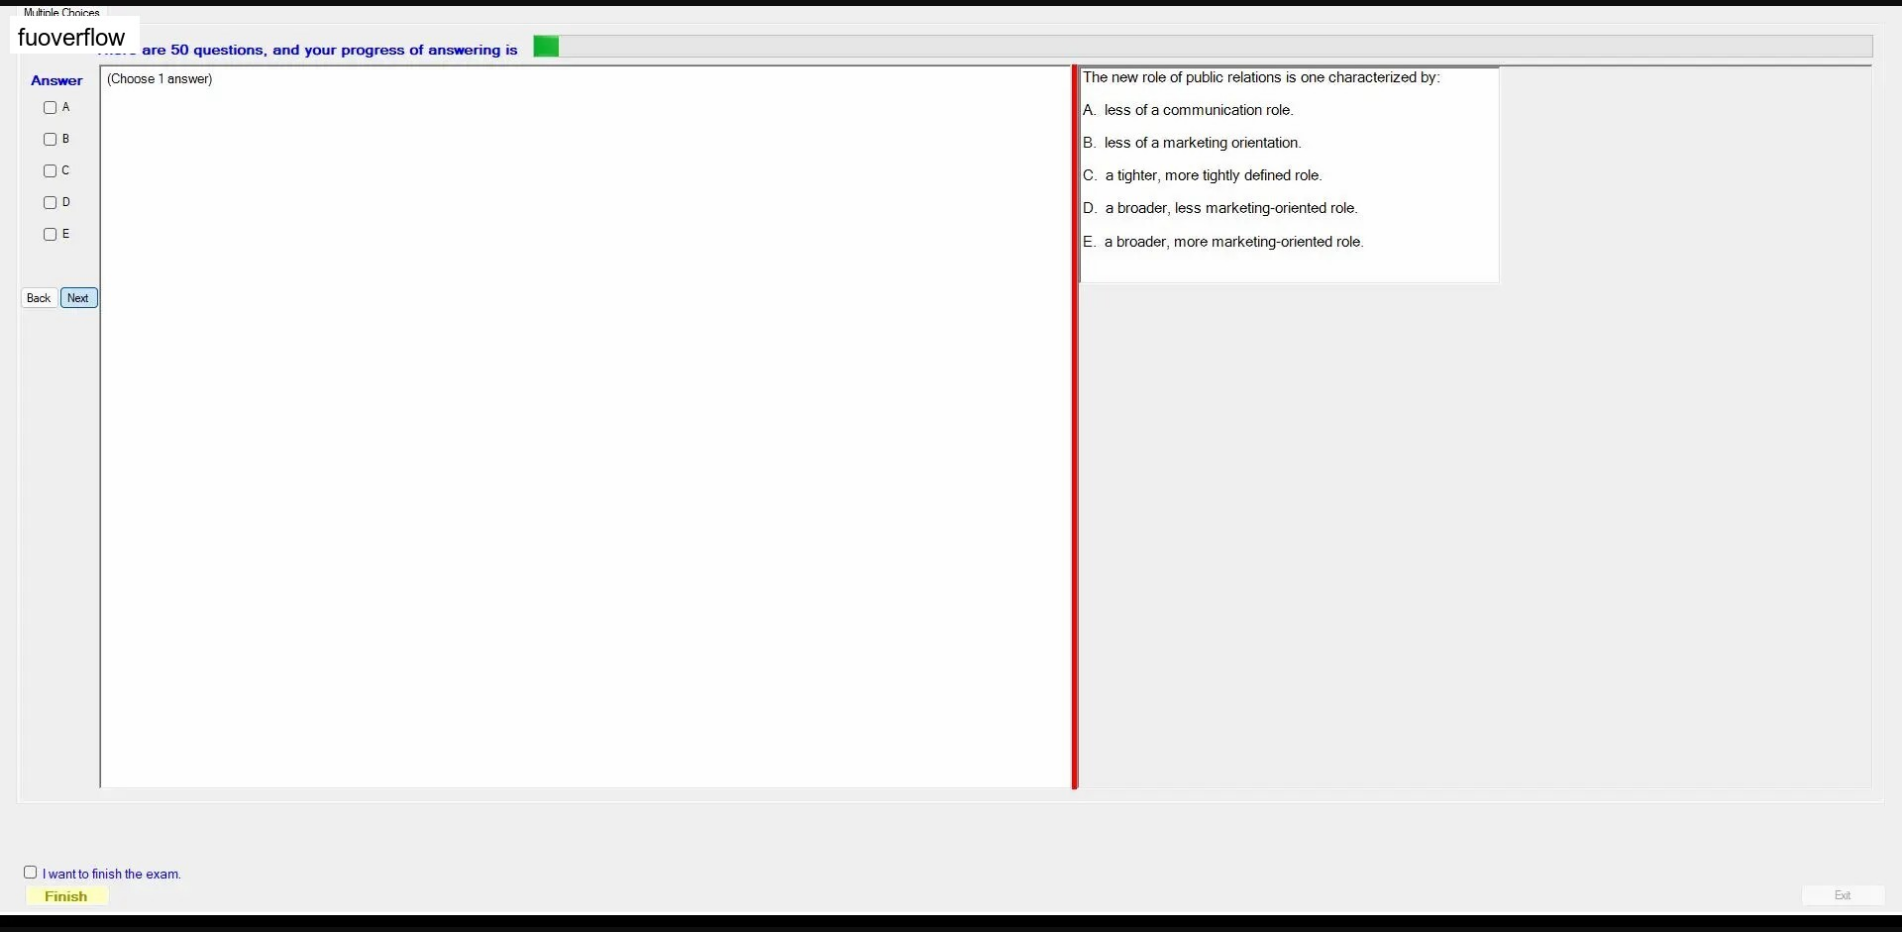 Multiple Choices
fuoverflow
are 50 questions, and your progress of answering is
Answer
(Choose 1 answer)
A
B
C
D
E
Back Next
The new role of public relations is one characterized by:
A. less of a communication role.
B. less of a marketing orientation.
C. a tighter, more tightly defined role.
D. a broader, less marketing-oriented role.
E. a broader, more marketing-oriented role.
I want to finish the exam.
Finish
Exit